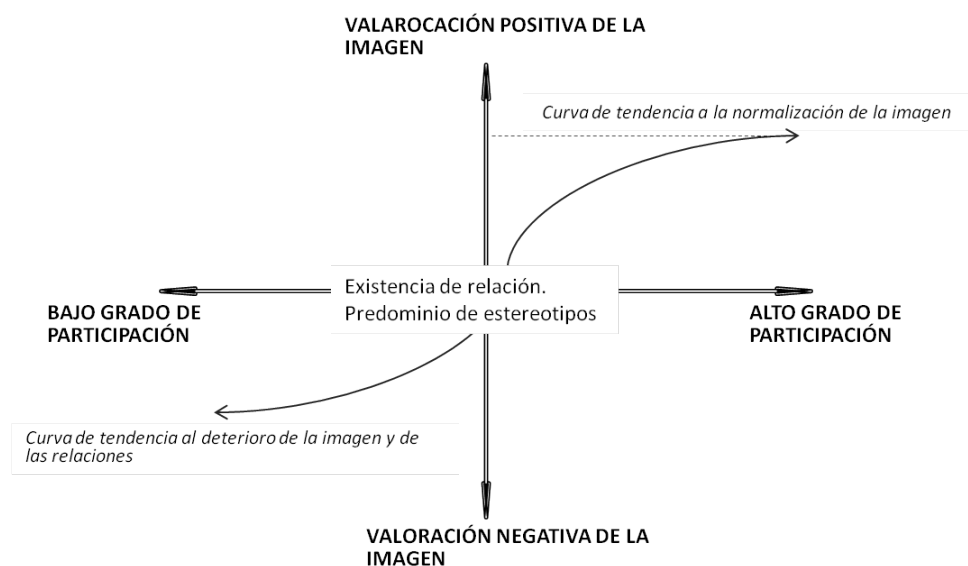 VALAROCACIÓN POSITIVA DE LA
IMAGEN
Curva de tendencia a la normalización de la imagen
Existencia de relación.
Predominio de estereotipos
BAJO GRADO DE
PARTICIPACIÓN
ALTO GRADO DE
PARTICIPACIÓN
Curva de tendencia al deterioro de la imagen y de
las relaciones
VALORACIÓN NEGATIVA DE LA
IMAGEN